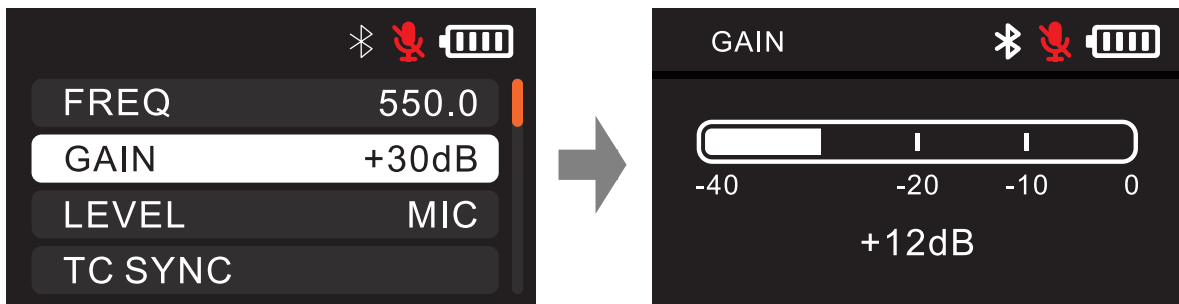 FREQ 550.0
GAIN +30dB
LEVEL MIC
TC SYNC
GAIN
-40 -20 -10 0
+12dB